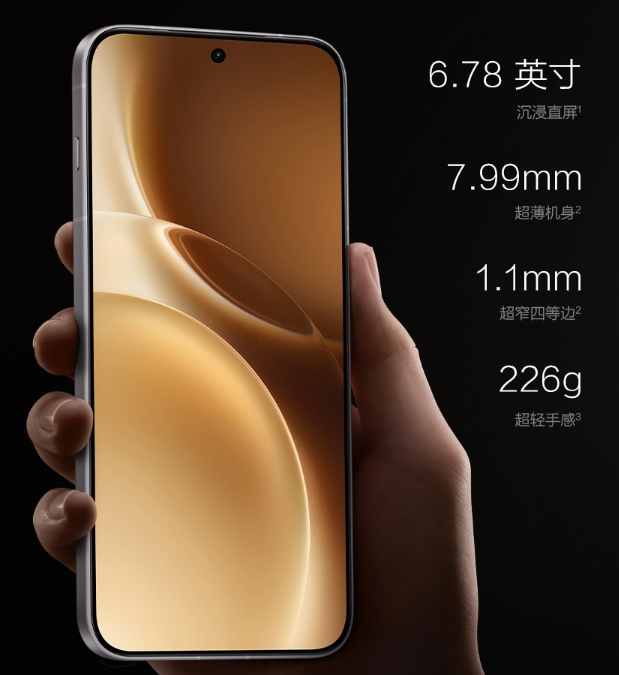 6.78 英寸
沉浸直屏¹
7.99mm
超薄机身²
1.1mm
超窄四等边²
226g
超轻手感³